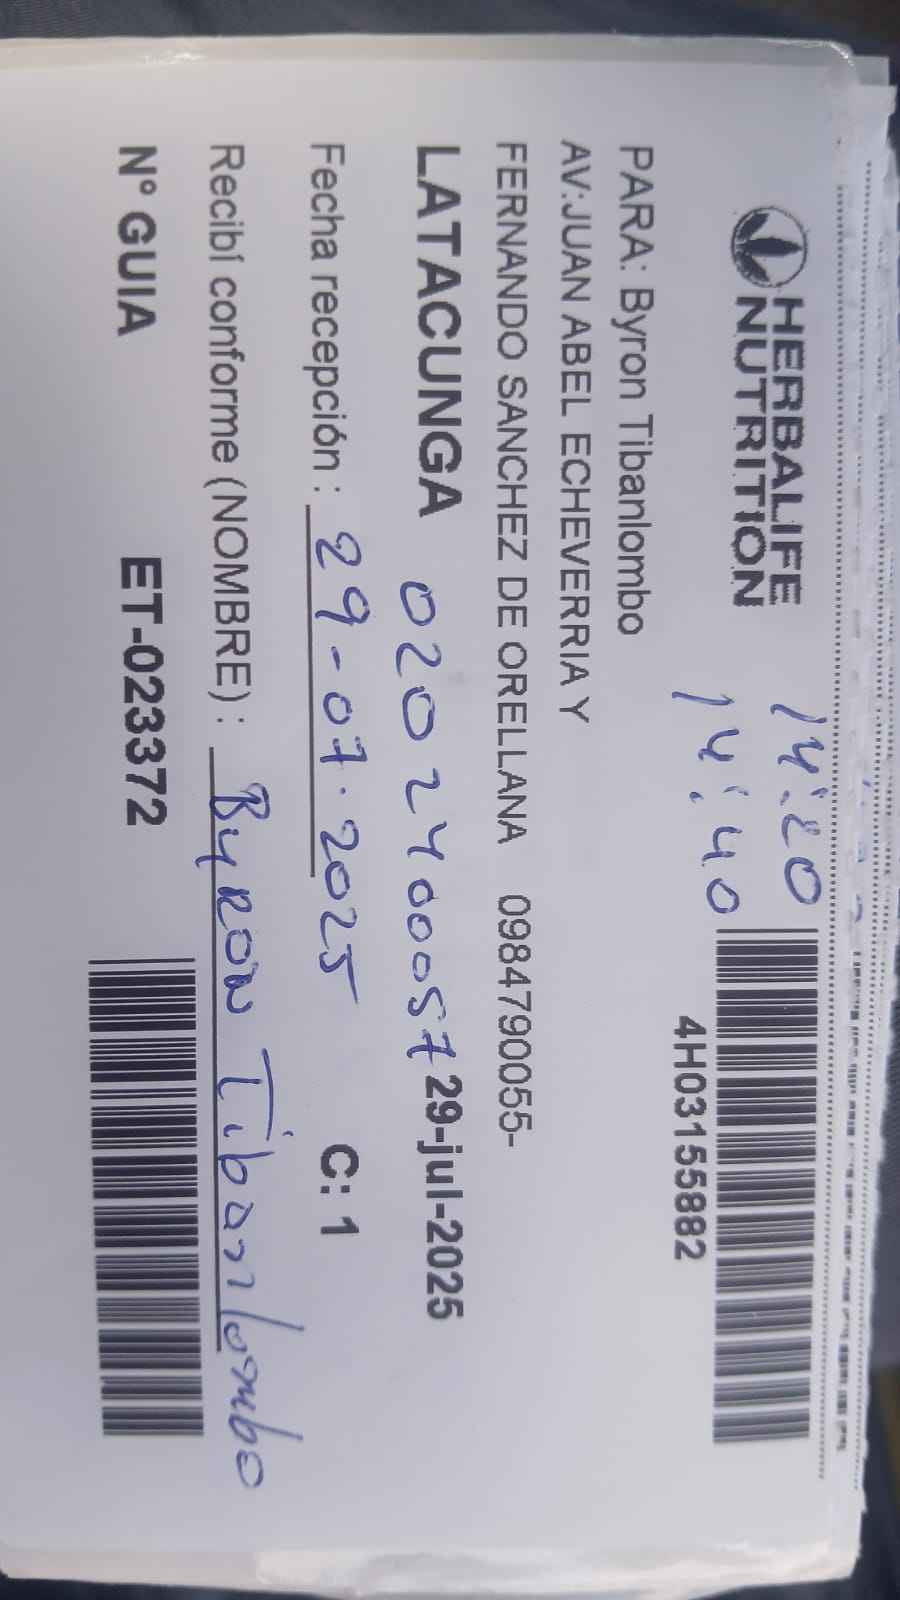 HERBALIFE
NUTRITION
14:20
14:40
4H03155882
PARA: Byron Tibanlombo
AV:JUAN ABEL ECHEVERRIA Y
FERNANDO SANCHEZ DE ORELLANA 0984790055-
LATACUNGA 0202400057 29-jul-2025
Fecha recepción : 29-07-2025 C: 1
Recibí conforme (NOMBRE) : Byron Tibanlombo
N° GUIA ET-023372